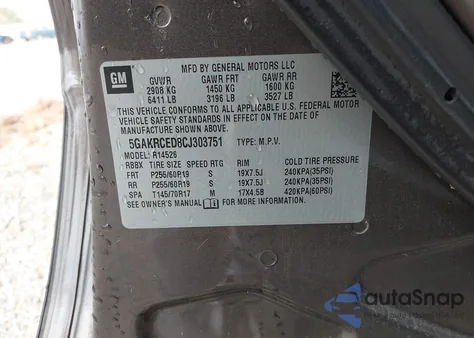 GM
MFD BY GENERAL MOTORS LLC
GVWR GAWR FRT GAWR RR
2908 KG 1450 KG 1600 KG
6411 LB 3196 LB 3527 LB
THIS VEHICLE CONFORMS TO ALL APPLICABLE U.S. FEDERAL MOTOR
VEHICLE SAFETY STANDARDS IN EFFECT ON THE DATE OF
MANUFACTURE SHOWN ABOVE.
5GAKRCED8CJ303751 TYPE: M.P.V.
MODEL: R14526
RBBX TIRE SIZE SPEED RTG RIM COLD TIRE PRESSURE
FRT P255/60R19 S 19X7.5J 240KPA(35PSI)
RR P255/60R19 S 19X7.5J 240KPA(35PSI)
SPA T145/70R17 M 17X4.5B 420KPA(60PSI)
SEE OWNER'S MANUAL FOR MORE INFORMATION.
autoSnap